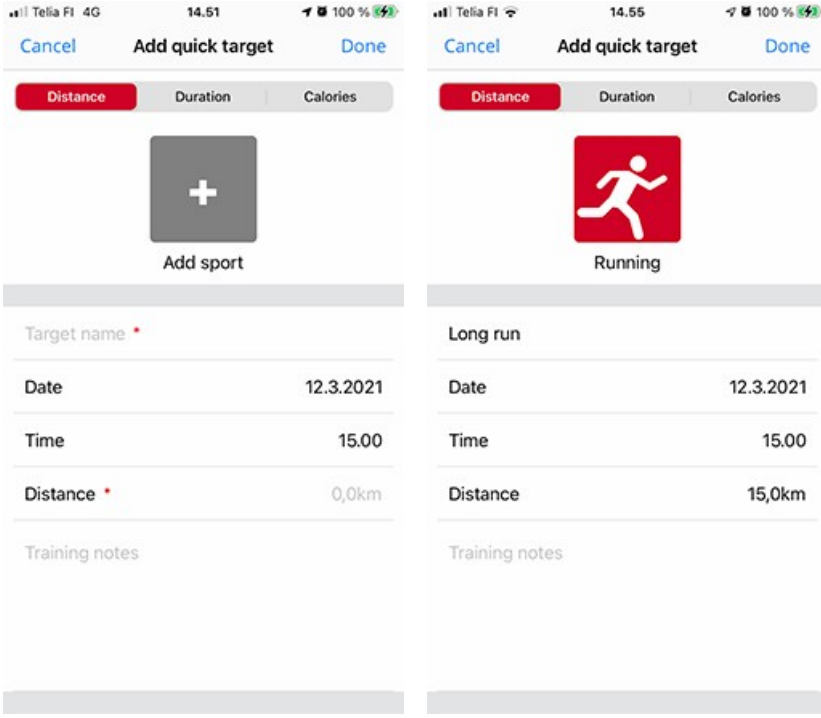 Telia FI 4G 14.51 100 %
Cancel Add quick target Done
Distance Duration Calories
Add sport
Target name *
Date 12.3.2021
Time 15.00
Distance * 0,0km
Training notes
Telia FI 14.55 100 %
Cancel Add quick target Done
Distance Duration Calories
Running
Long run
Date 12.3.2021
Time 15.00
Distance 15,0km
Training notes